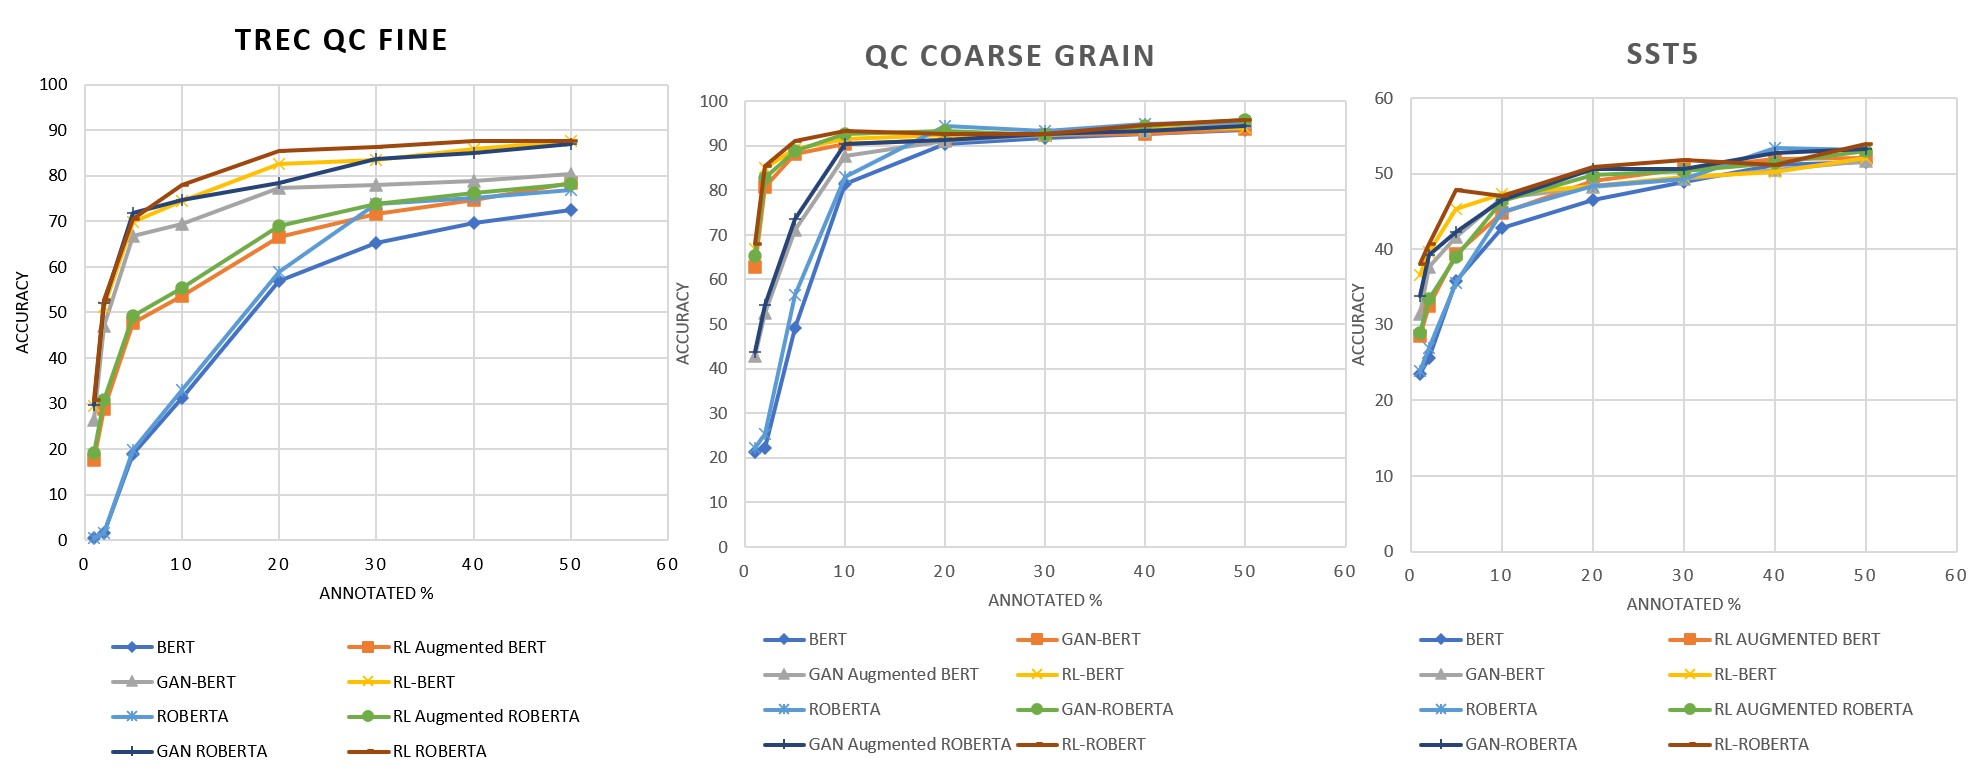 TREC QC FINE
100
90
80
70
60
50
40
30
20
10
0
0 10 20 30 40 50 60
ACCURACY
ANNOTATED %
BERT RL Augmented BERT
GAN-BERT RL-BERT
ROBERTA RL Augmented ROBERTA
GAN ROBERTA RL ROBERTA
QC COARSE GRAIN
100
90
80
70
60
50
40
30
20
10
0
0 10 20 30 40 50 60
ACCURACY
ANNOTATED %
BERT GAN-BERT
GAN Augmented BERT RL-BERT
ROBERTA GAN-ROBERTA
GAN Augmented ROBERTA RL-ROBERT
SST5
60
50
40
30
20
10
0
0 10 20 30 40 50 60
ACCURACY
ANNOTATED %
BERT RL AUGMENTED BERT
GAN-BERT RL-BERT
ROBERTA RL AUGMENTED ROBERTA
GAN-ROBERTA RL-ROBERTA